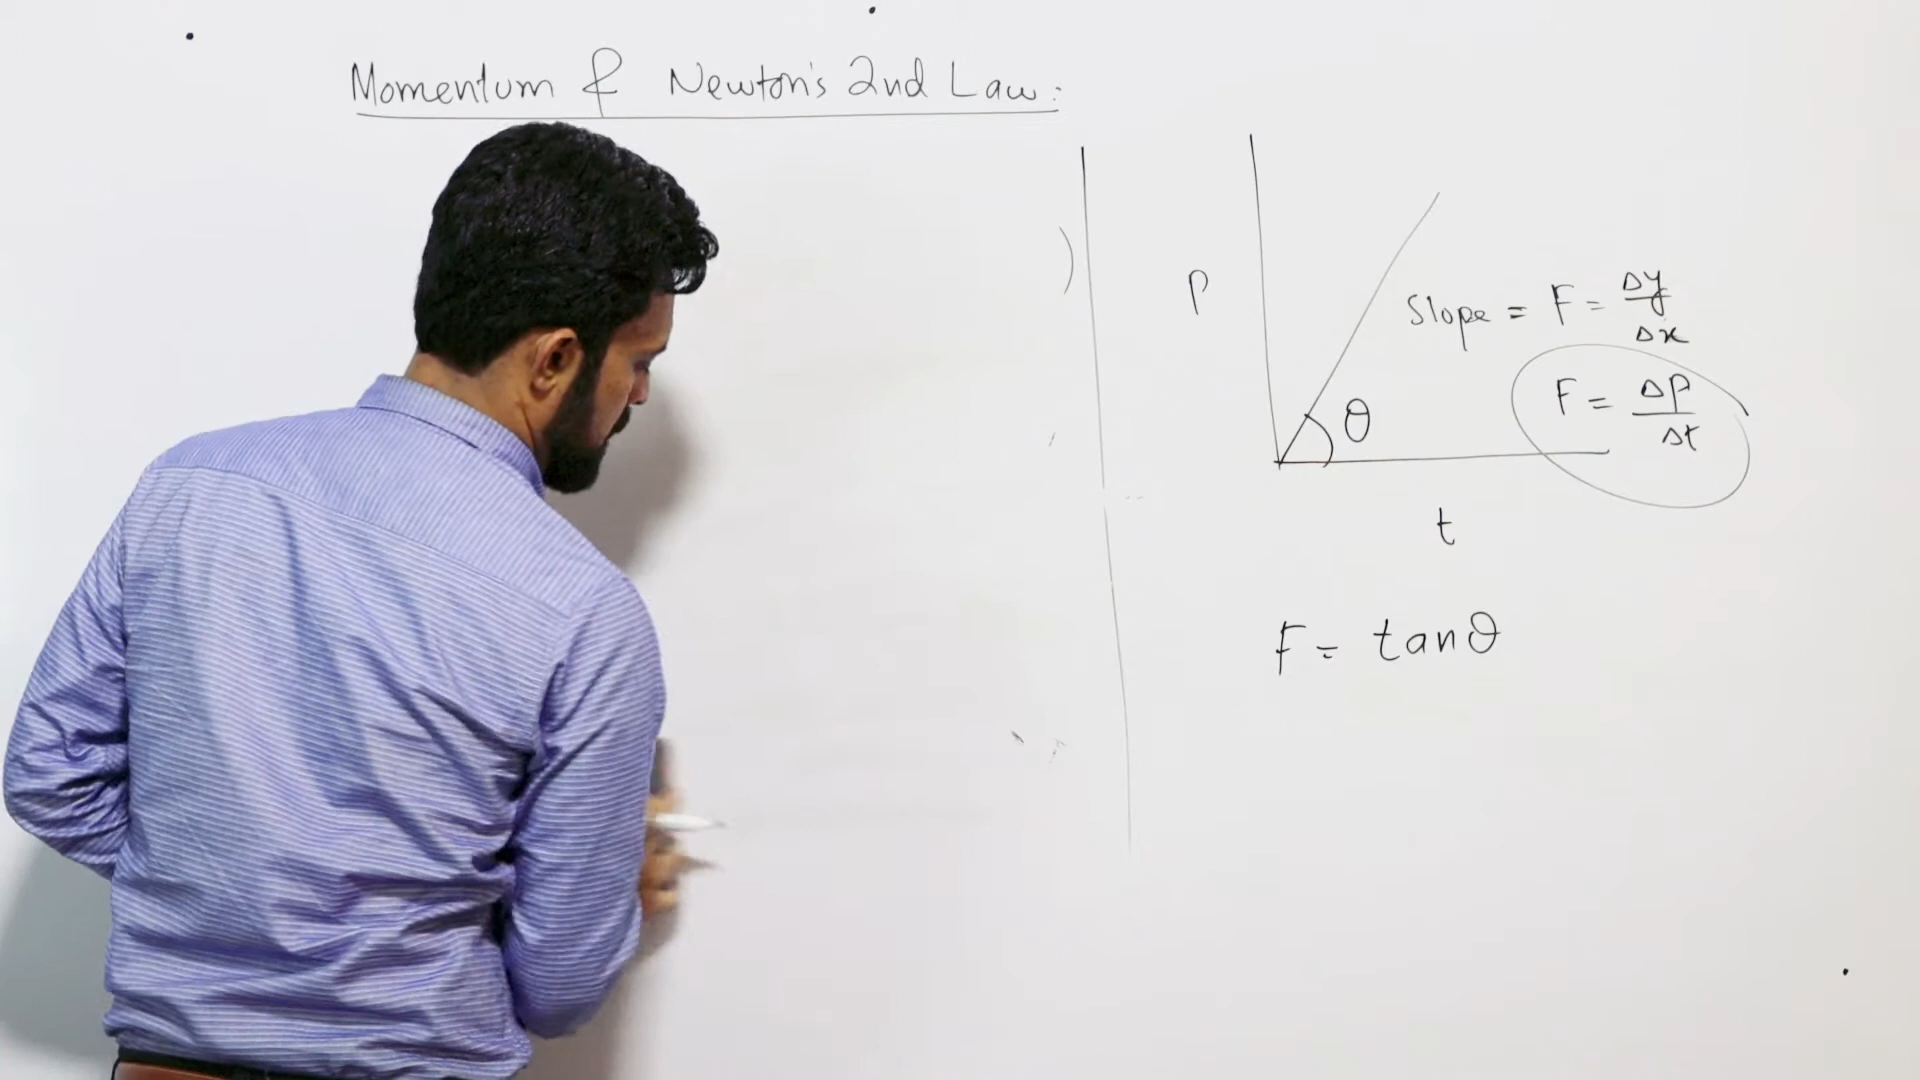 Momentum & Newton's 2nd Law:
P
Slope = F = Δy/Δx
F = Δp/Δt
θ
t
F = tanθ